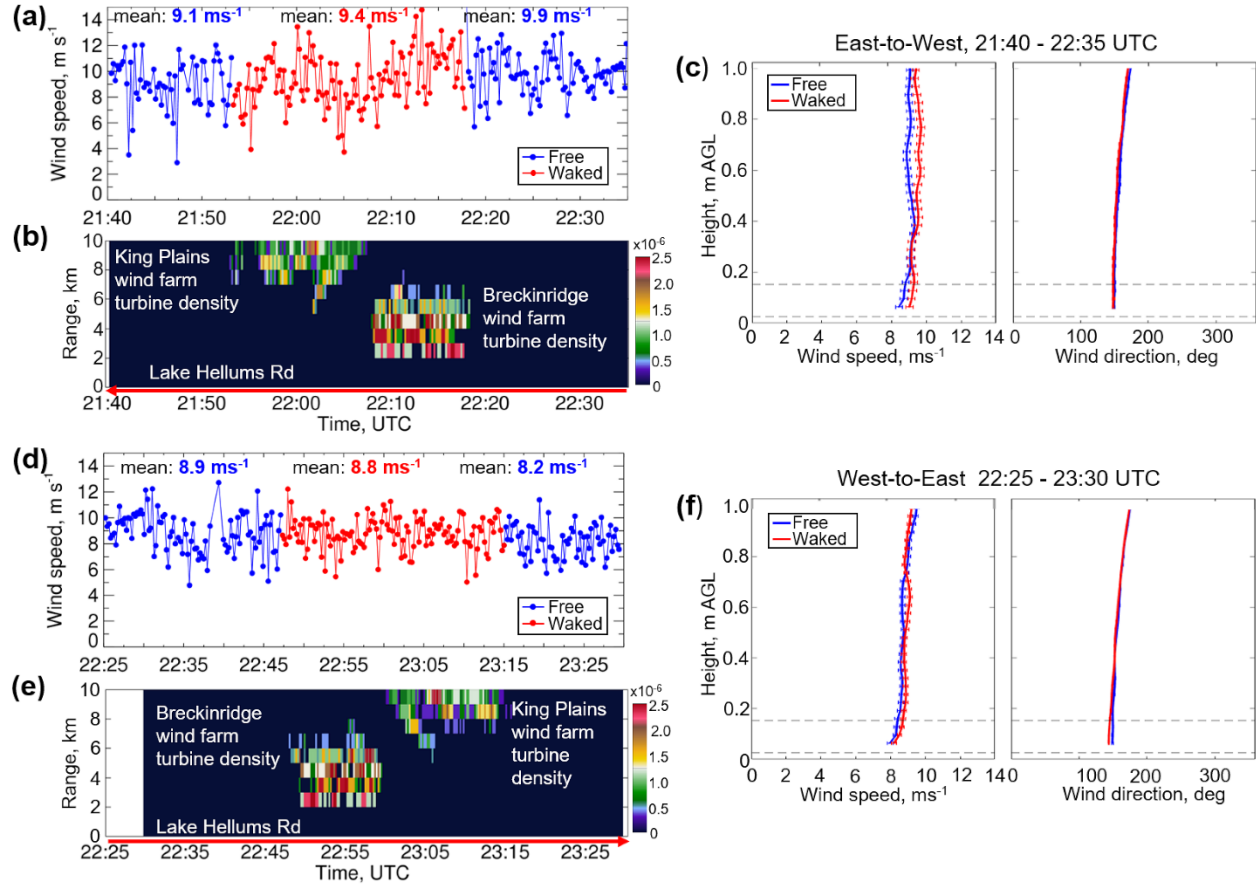 (a)
mean: 9.1 ms-1 mean: 9.4 ms-1 mean: 9.9 ms-1
Wind speed, m s-1
14
12
10
8
6
4
2
0
Free
Waked
21:40 21:50 22:00 22:10 22:20 22:30
(b)
Range, km
10
8
6
4
2
0
King Plains
wind farm
turbine density
Breckinridge
wind farm
turbine density
Lake Hellums Rd
x10-6
2.5
2.0
1.5
1.0
0.5
0
21:40 21:50 22:00 22:10 22:20 22:30
Time, UTC
East-to-West, 21:40 - 22:35 UTC
(c)
Height, m AGL
1.0
0.8
0.6
0.4
0.2
0
Free
Waked
0 2 4 6 8 10 12 14
Wind speed, ms-1
0 100 200 300
Wind direction, deg
(d)
mean: 8.9 ms-1 mean: 8.8 ms-1 mean: 8.2 ms-1
Wind speed, m s-1
14
12
10
8
6
4
2
0
Free
Waked
22:25 22:35 22:45 22:55 23:05 23:15 23:25
(e)
Range, km
10
8
6
4
2
0
Breckinridge
wind farm
turbine density
King Plains
wind farm
turbine
density
Lake Hellums Rd
x10-6
2.5
2.0
1.5
1.0
0.5
0
22:25 22:35 22:48 22:55 23:05 23:15 23:25
Time, UTC
West-to-East 22:25 - 23:30 UTC
(f)
Height, m AGL
1.0
0.8
0.6
0.4
0.2
0
Free
Waked
0 2 4 6 8 10 12 14
Wind speed, ms-1
0 100 200 300
Wind direction, deg